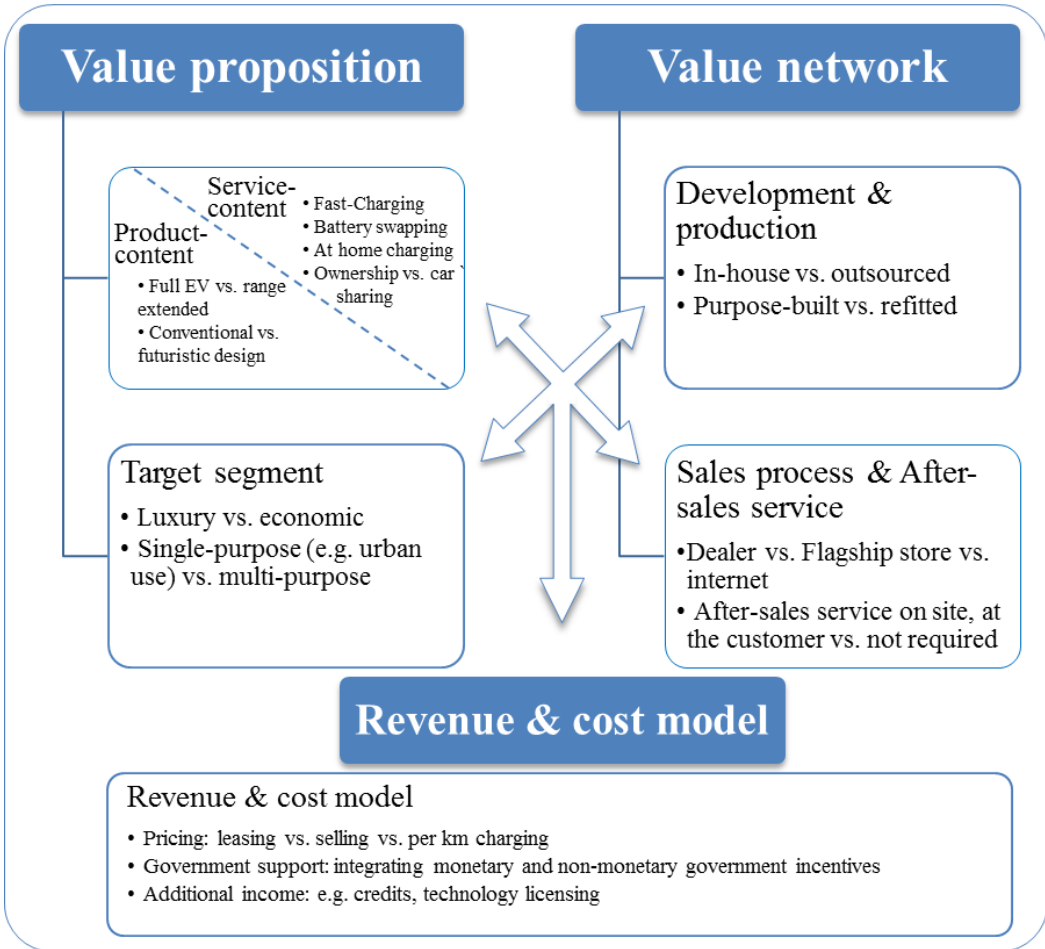 Value proposition
Service-
content
• Fast-Charging
• Battery swapping
• At home charging
• Ownership vs. car `
sharing
Product-
content
• Full EV vs. range
extended
• Conventional vs.
futuristic design
Target segment
• Luxury vs. economic
• Single-purpose (e.g. urban
use) vs. multi-purpose
Value network
Development &
production
• In-house vs. outsourced
• Purpose-built vs. refitted
Sales process & After-
sales service
•Dealer vs. Flagship store vs.
internet
• After-sales service on site, at
the customer vs. not required
Revenue & cost model
Revenue & cost model
• Pricing: leasing vs. selling vs. per km charging
• Government support: integrating monetary and non-monetary government incentives
• Additional income: e.g. credits, technology licensing